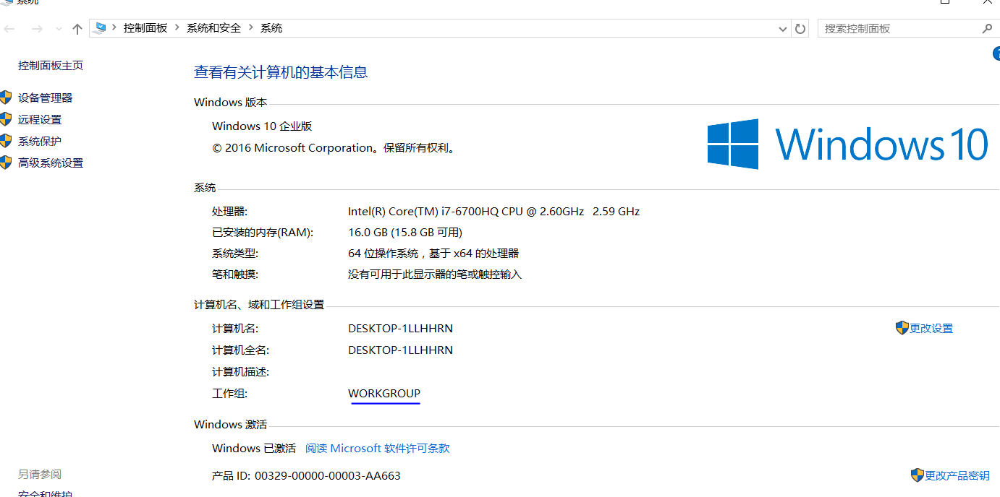 系统
控制面板 系统和安全 系统
搜索控制面板
控制面板主页
设备管理器
远程设置
系统保护
高级系统设置
查看有关计算机的基本信息
Windows 版本
Windows 10 企业版
© 2016 Microsoft Corporation。保留所有权利。
Windows 10
系统
处理器: Intel(R) Core(TM) i7-6700HQ CPU @ 2.60GHz 2.59 GHz
已安装的内存(RAM): 16.0 GB (15.8 GB 可用)
系统类型: 64 位操作系统，基于 x64 的处理器
笔和触摸: 没有可用于此显示器的笔或触控输入
计算机名、域和工作组设置
计算机名: DESKTOP-1LLHHRN
更改设置
计算机全名: DESKTOP-1LLHHRN
计算机描述:
工作组: WORKGROUP
Windows 激活
Windows 已激活 阅读 Microsoft 软件许可条款
产品 ID: 00329-00000-00003-AA663
更改产品密钥
另请参阅
安全和维护